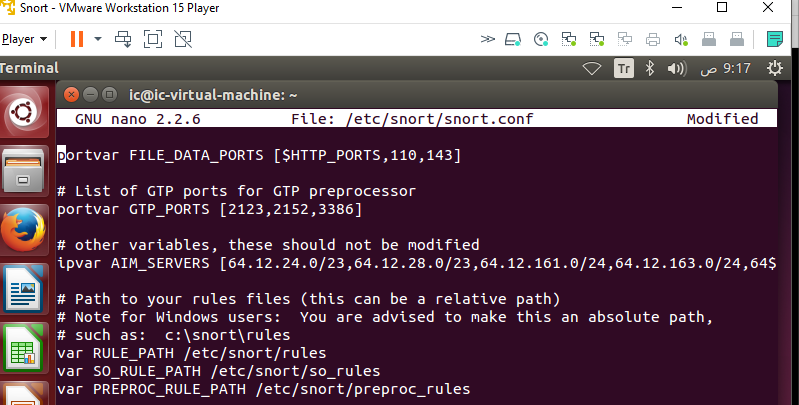 Snort - VMware Workstation 15 Player
Player
Terminal
Tr
9:17 ص
ic@ic-virtual-machine: ~
GNU nano 2.2.6 File: /etc/snort/snort.conf Modified
portvar FILE_DATA_PORTS [$HTTP_PORTS,110,143]
# List of GTP ports for GTP preprocessor
portvar GTP_PORTS [2123,2152,3386]
# other variables, these should not be modified
ipvar AIM_SERVERS [64.12.24.0/23,64.12.28.0/23,64.12.161.0/24,64.12.163.0/24,64$
# Path to your rules files (this can be a relative path)
# Note for Windows users:  You are advised to make this an absolute path,
# such as:  c:\snort\rules
var RULE_PATH /etc/snort/rules
var SO_RULE_PATH /etc/snort/so_rules
var PREPROC_RULE_PATH /etc/snort/preproc_rules